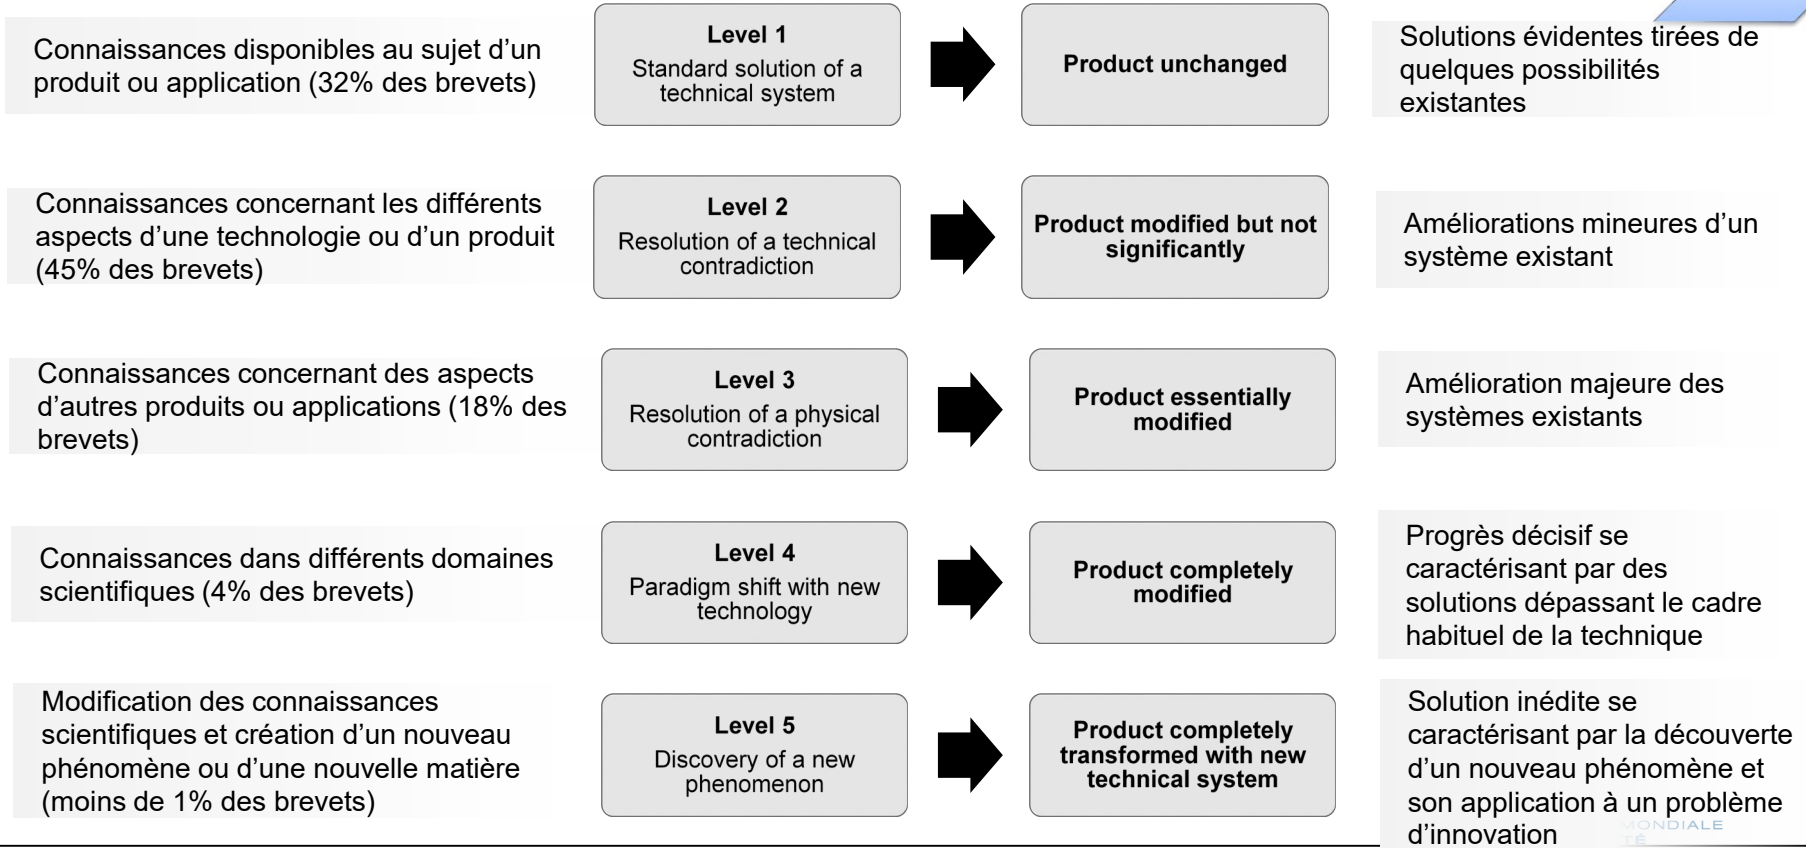 Connaissances disponibles au sujet d’un
produit ou application (32% des brevets)
Level 1
Standard solution of a
technical system
Product unchanged
Solutions évidentes tirées de
quelques possibilités
existantes
Connaissances concernant les différents
aspects d’une technologie ou d’un produit
(45% des brevets)
Level 2
Resolution of a technical
contradiction
Product modified but not
significantly
Améliorations mineures d’un
système existant
Connaissances concernant des aspects
d’autres produits ou applications (18% des
brevets)
Level 3
Resolution of a physical
contradiction
Product essentially
modified
Amélioration majeure des
systèmes existants
Connaissances dans différents domaines
scientifiques (4% des brevets)
Level 4
Paradigm shift with new
technology
Product completely
modified
Progrès décisif se
caractérisant par des
solutions dépassant le cadre
habituel de la technique
Modification des connaissances
scientifiques et création d’un nouveau
phénomène ou d’une nouvelle matière
(moins de 1% des brevets)
Level 5
Discovery of a new
phenomenon
Product completely
transformed with new
technical system
Solution inédite se
caractérisant par la découverte
d’un nouveau phénomène et
son application à un problème
d’innovation
MONDIALE
TÉ